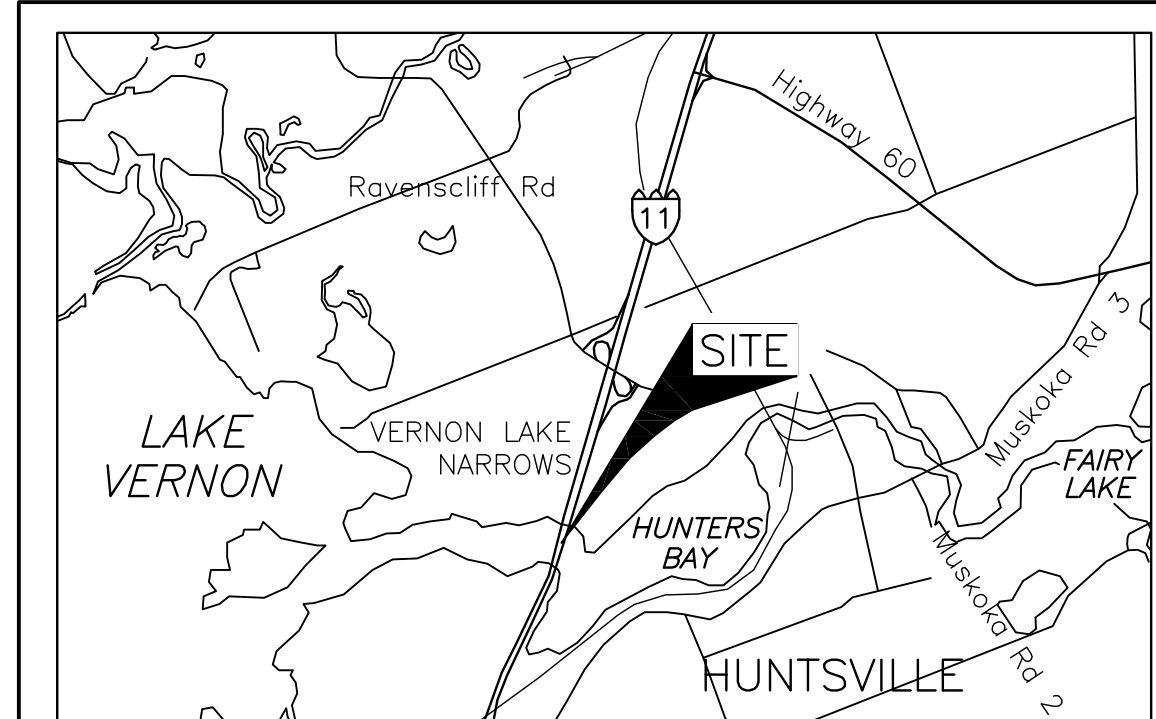 Highway 60
Ravenscliff Rd
11
SITE
Muskoka Rd 3
LAKE
VERNON
VERNON LAKE
NARROWS
FAIRY
LAKE
HUNTERS
BAY
Muskoka Rd 2
HUNTSVILLE